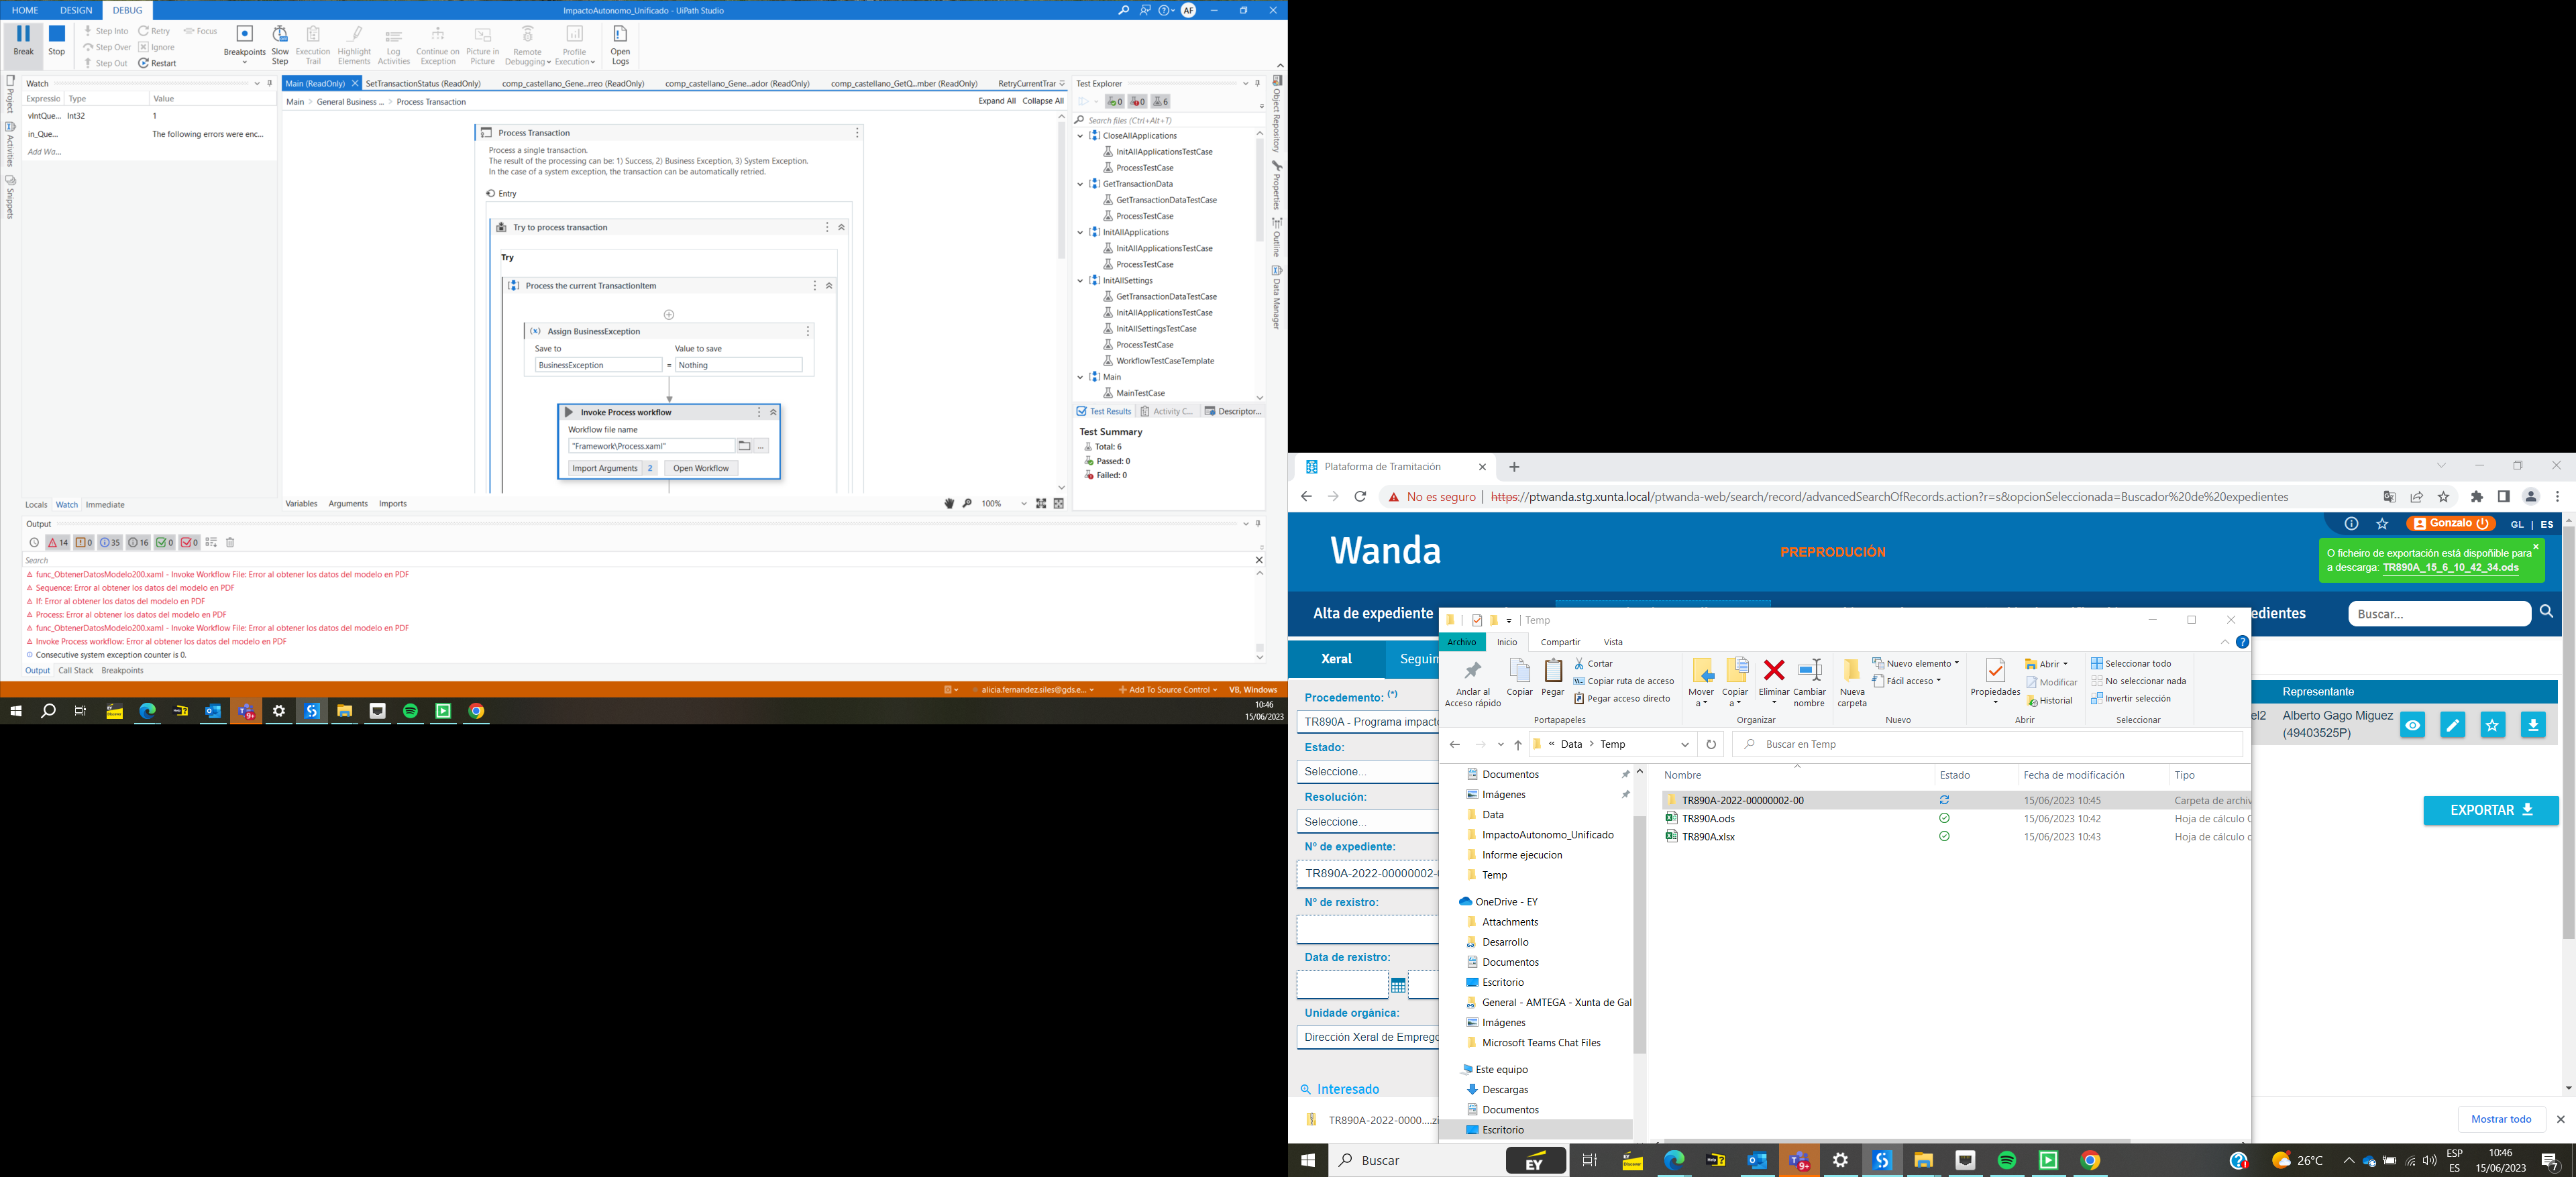 HOME DESIGN DEBUG
ImpactoAutonomo_Unificado - UiPath Studio
AF
Break Stop
Step Into Retry Focus
Step Over Ignore
Step Out Restart
Breakpoints
Slow Step
Execution Trail
Highlight Elements
Log Activities
Continue on Exception
Picture in Picture
Remote Debugging
Profile Execution
Open Logs
Project
Activities
Snippets
Watch
Expressio Type Value
vIntQue... Int32 1
in_Que... The following errors were enc...
Add Wa...
Locals Watch Immediate
Main (ReadOnly) SetTransactionStatus (ReadOnly) comp_castellano_Gene...rreo (ReadOnly) comp_castellano_Gene...ador (ReadOnly) comp_castellano_GetQ...mber (ReadOnly) RetryCurrentTrar
Main > General Business ... > Process Transaction
Expand All Collapse All
Process Transaction
Process a single transaction.
The result of the processing can be: 1) Success, 2) Business Exception, 3) System Exception.
In the case of a system exception, the transaction can be automatically retried.
Entry
Try to process transaction
Try
Process the current TransactionItem
Assign BusinessException
Save to Value to save
BusinessException = Nothing
Invoke Process workflow
Workflow file name
"Framework\Process.xaml"
Import Arguments 2 Open Workflow
Variables Arguments Imports
100%
Test Explorer
0 0 6
Search files (Ctrl+Alt+T)
CloseAllApplications
InitAllApplicationsTestCase
ProcessTestCase
GetTransactionData
GetTransactionDataTestCase
ProcessTestCase
InitAllApplications
InitAllApplicationsTestCase
ProcessTestCase
InitAllSettings
GetTransactionDataTestCase
InitAllApplicationsTestCase
InitAllSettingsTestCase
ProcessTestCase
WorkflowTestCaseTemplate
Main
MainTestCase
Test Results Activity C... Descriptor...
Test Summary
Total: 6
Passed: 0
Failed: 0
Object Repository
Properties
Outline
Data Manager
Output
14 0 35 16 0 0
Search
func_ObtenerDatosModelo200.xaml - Invoke Workflow File: Error al obtener los datos del modelo en PDF
Sequence: Error al obtener los datos del modelo en PDF
If: Error al obtener los datos del modelo en PDF
Process: Error al obtener los datos del modelo en PDF
func_ObtenerDatosModelo200.xaml - Invoke Workflow File: Error al obtener los datos del modelo en PDF
Invoke Process workflow: Error al obtener los datos del modelo en PDF
Consecutive system exception counter is 0.
Output Call Stack Breakpoints
alicia.fernandez.siles@gds.e...
Add To Source Control
VB, Windows
10:46
15/06/2023
Plataforma de Tramitación
No es seguro | https://ptwanda.stg.xunta.local/ptwanda-web/search/record/advancedSearchOfRecords.action?r=s&opcionSeleccionada=Buscador%20de%20expedientes
Gonzalo GL | ES
Wanda
PREPRODUCIÓN
O ficheiro de exportación está dispoñible para
a descarga: TR890A_15_6_10_42_34.ods
Alta de expediente
edientes
Buscar...
Xeral Seguin
Procedemento: (*)
TR890A - Programa impacto
Estado:
Seleccione...
Resolución:
Seleccione...
Nº de expediente:
TR890A-2022-00000002-
Nº de rexistro:
Data de rexistro:
Unidade orgánica:
Dirección Xeral de Emprego
Interesado
Representante
el2 Alberto Gago Miguez
(49403525P)
EXPORTAR
Temp
Archivo Inicio Compartir Vista
Anclar al Acceso rápido
Copiar
Pegar
Cortar
Copiar ruta de acceso
Pegar acceso directo
Portapapeles
Mover a
Copiar a
Eliminar
Cambiar nombre
Organizar
Nueva carpeta
Nuevo elemento
Fácil acceso
Nuevo
Propiedades
Abrir
Modificar
Historial
Abrir
Seleccionar todo
No seleccionar nada
Invertir selección
Seleccionar
« Data > Temp
Buscar en Temp
Documentos
Imágenes
Data
ImpactoAutonomo_Unificado
Informe ejecucion
Temp
OneDrive - EY
Attachments
Desarrollo
Documentos
Escritorio
General - AMTEGA - Xunta de Gal
Imágenes
Microsoft Teams Chat Files
Este equipo
Descargas
Documentos
Escritorio
Nombre Estado Fecha de modificación Tipo
TR890A-2022-00000002-00 15/06/2023 10:45 Carpeta de archiv
TR890A.ods 15/06/2023 10:42 Hoja de cálculo
TR890A.xlsx 15/06/2023 10:43 Hoja de cálculo
TR890A-2022-0000....zi
Mostrar todo
Buscar
EY
26°C
ESP
ES
10:46
15/06/2023
7